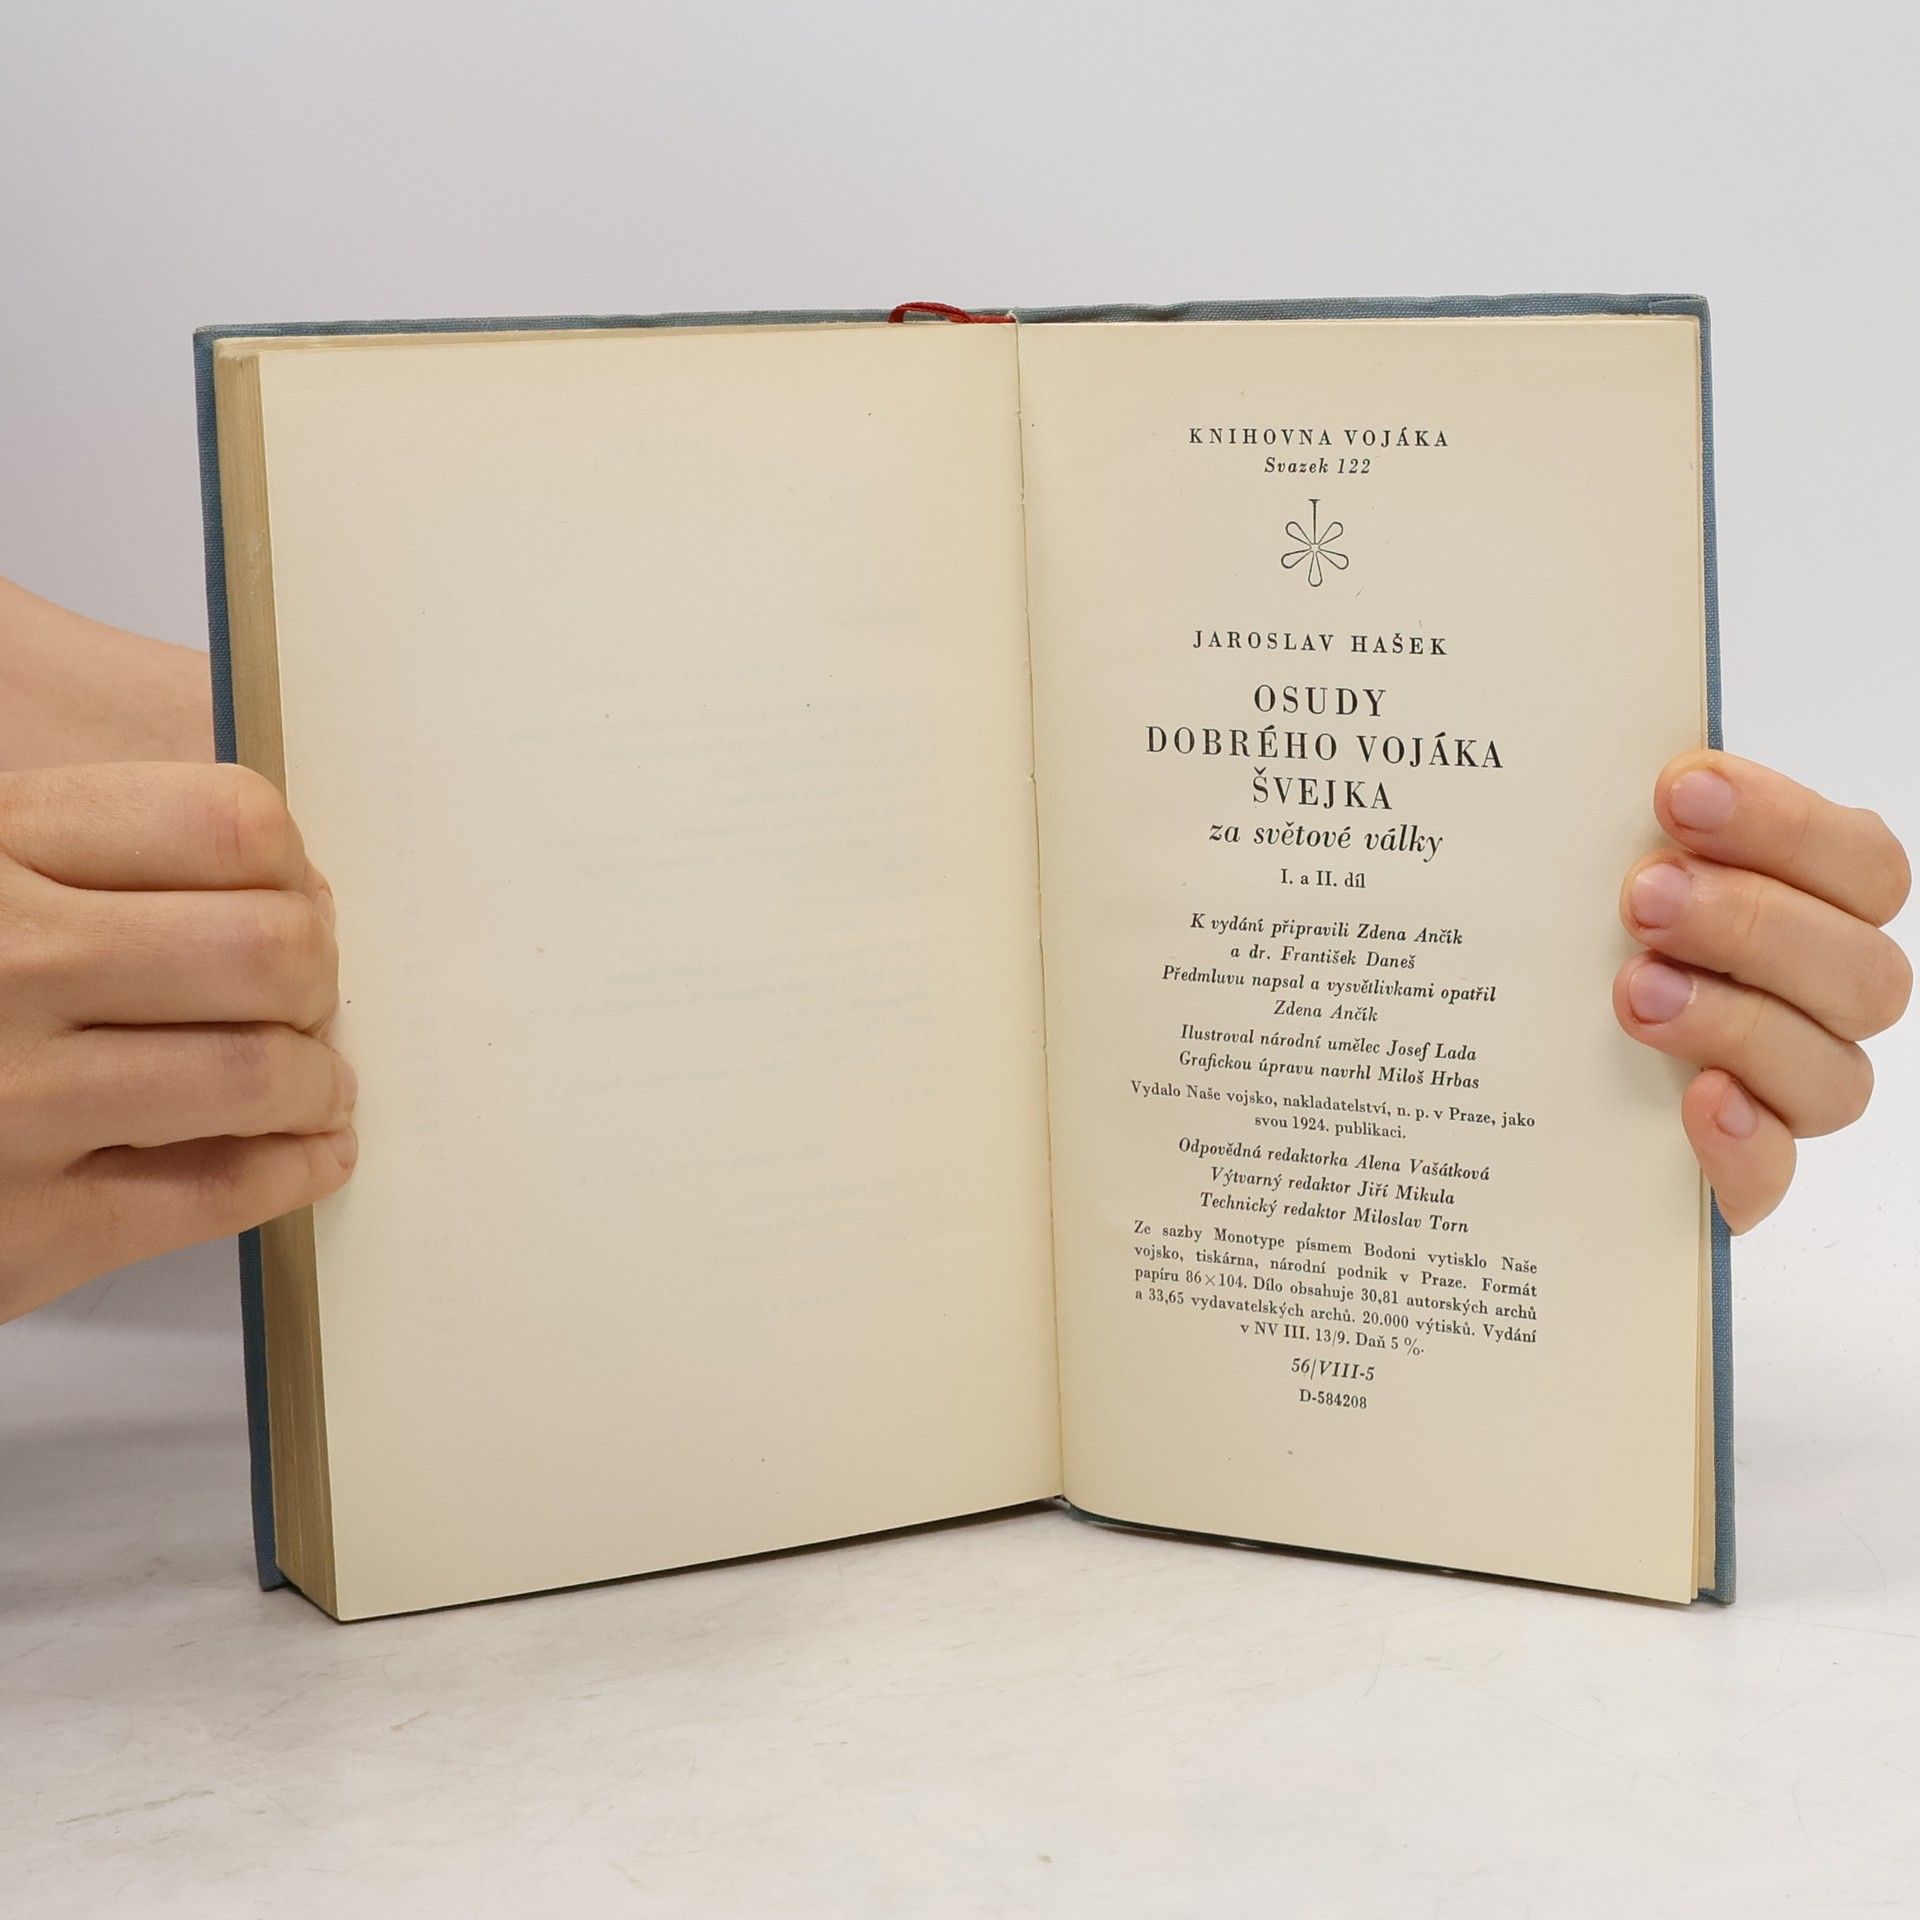 KNIHOVNA VOJÁKA
Svazek 122
JAROSLAV HAŠEK
OSUDY
DOBRÉHO VOJÁKA
ŠVEJKA
za světové války
I. a II. díl
K vydání připravili Zdena Ančík
a dr. František Daneš
Předmluvu napsal a vysvětlivkami opatřil
Zdena Ančík
Ilustroval národní umělec Josef Lada
Grafickou úpravu navrhl Miloš Hrbas
Vydalo Naše vojsko, nakladatelství, n. p. v Praze, jako
svou 1924. publikaci.
Odpovědná redaktorka Alena Vašátková
Výtvarný redaktor Jiří Mikula
Technický redaktor Miloslav Torn
Ze sazby Monotype písmem Bodoni vytisklo Naše
vojsko, tiskárna, národní podnik v Praze. Formát
papíru 86×104. Dílo obsahuje 30,81 autorských archů
a 33,65 vydavatelských archů. 20.000 výtisků. Vydání
v NV III. 13/9. Daň 5 %.
56/VIII-5
D-584208